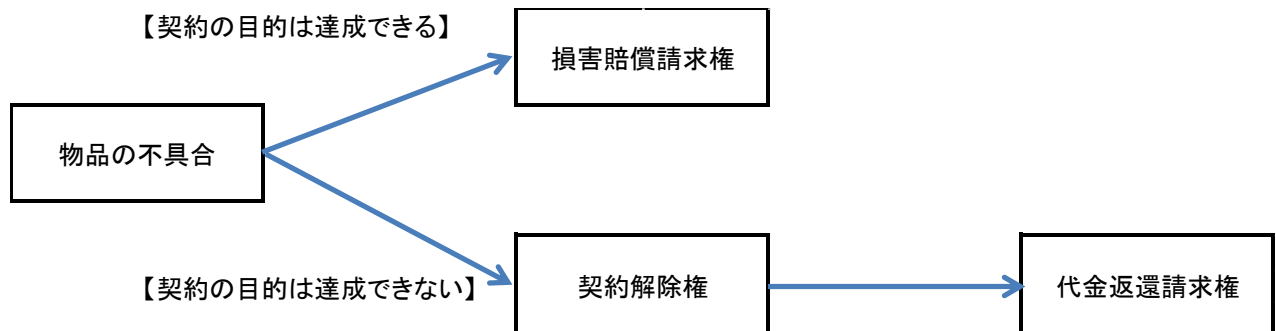 【契約の目的は達成できる】
損害賠償請求権
物品の不具合
【契約の目的は達成できない】
契約解除権
代金返還請求権